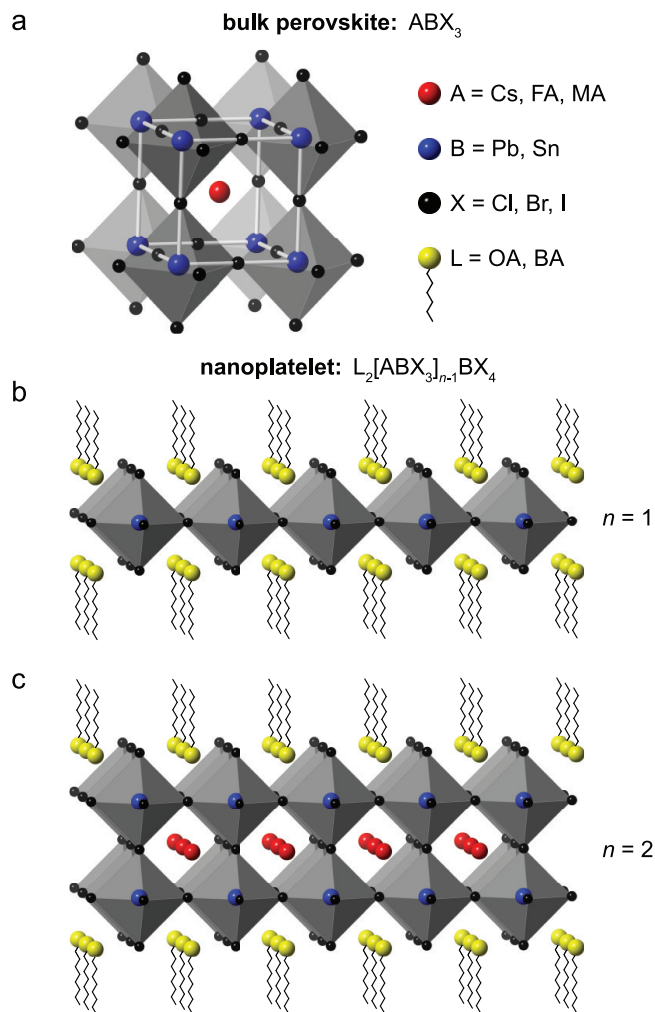 a
bulk perovskite: ABX₃
A = Cs, FA, MA
B = Pb, Sn
X = Cl, Br, I
L = OA, BA
nanoplatelet: L₂[ABX₃]ₙ₋₁BX₄
b
n = 1
c
n = 2